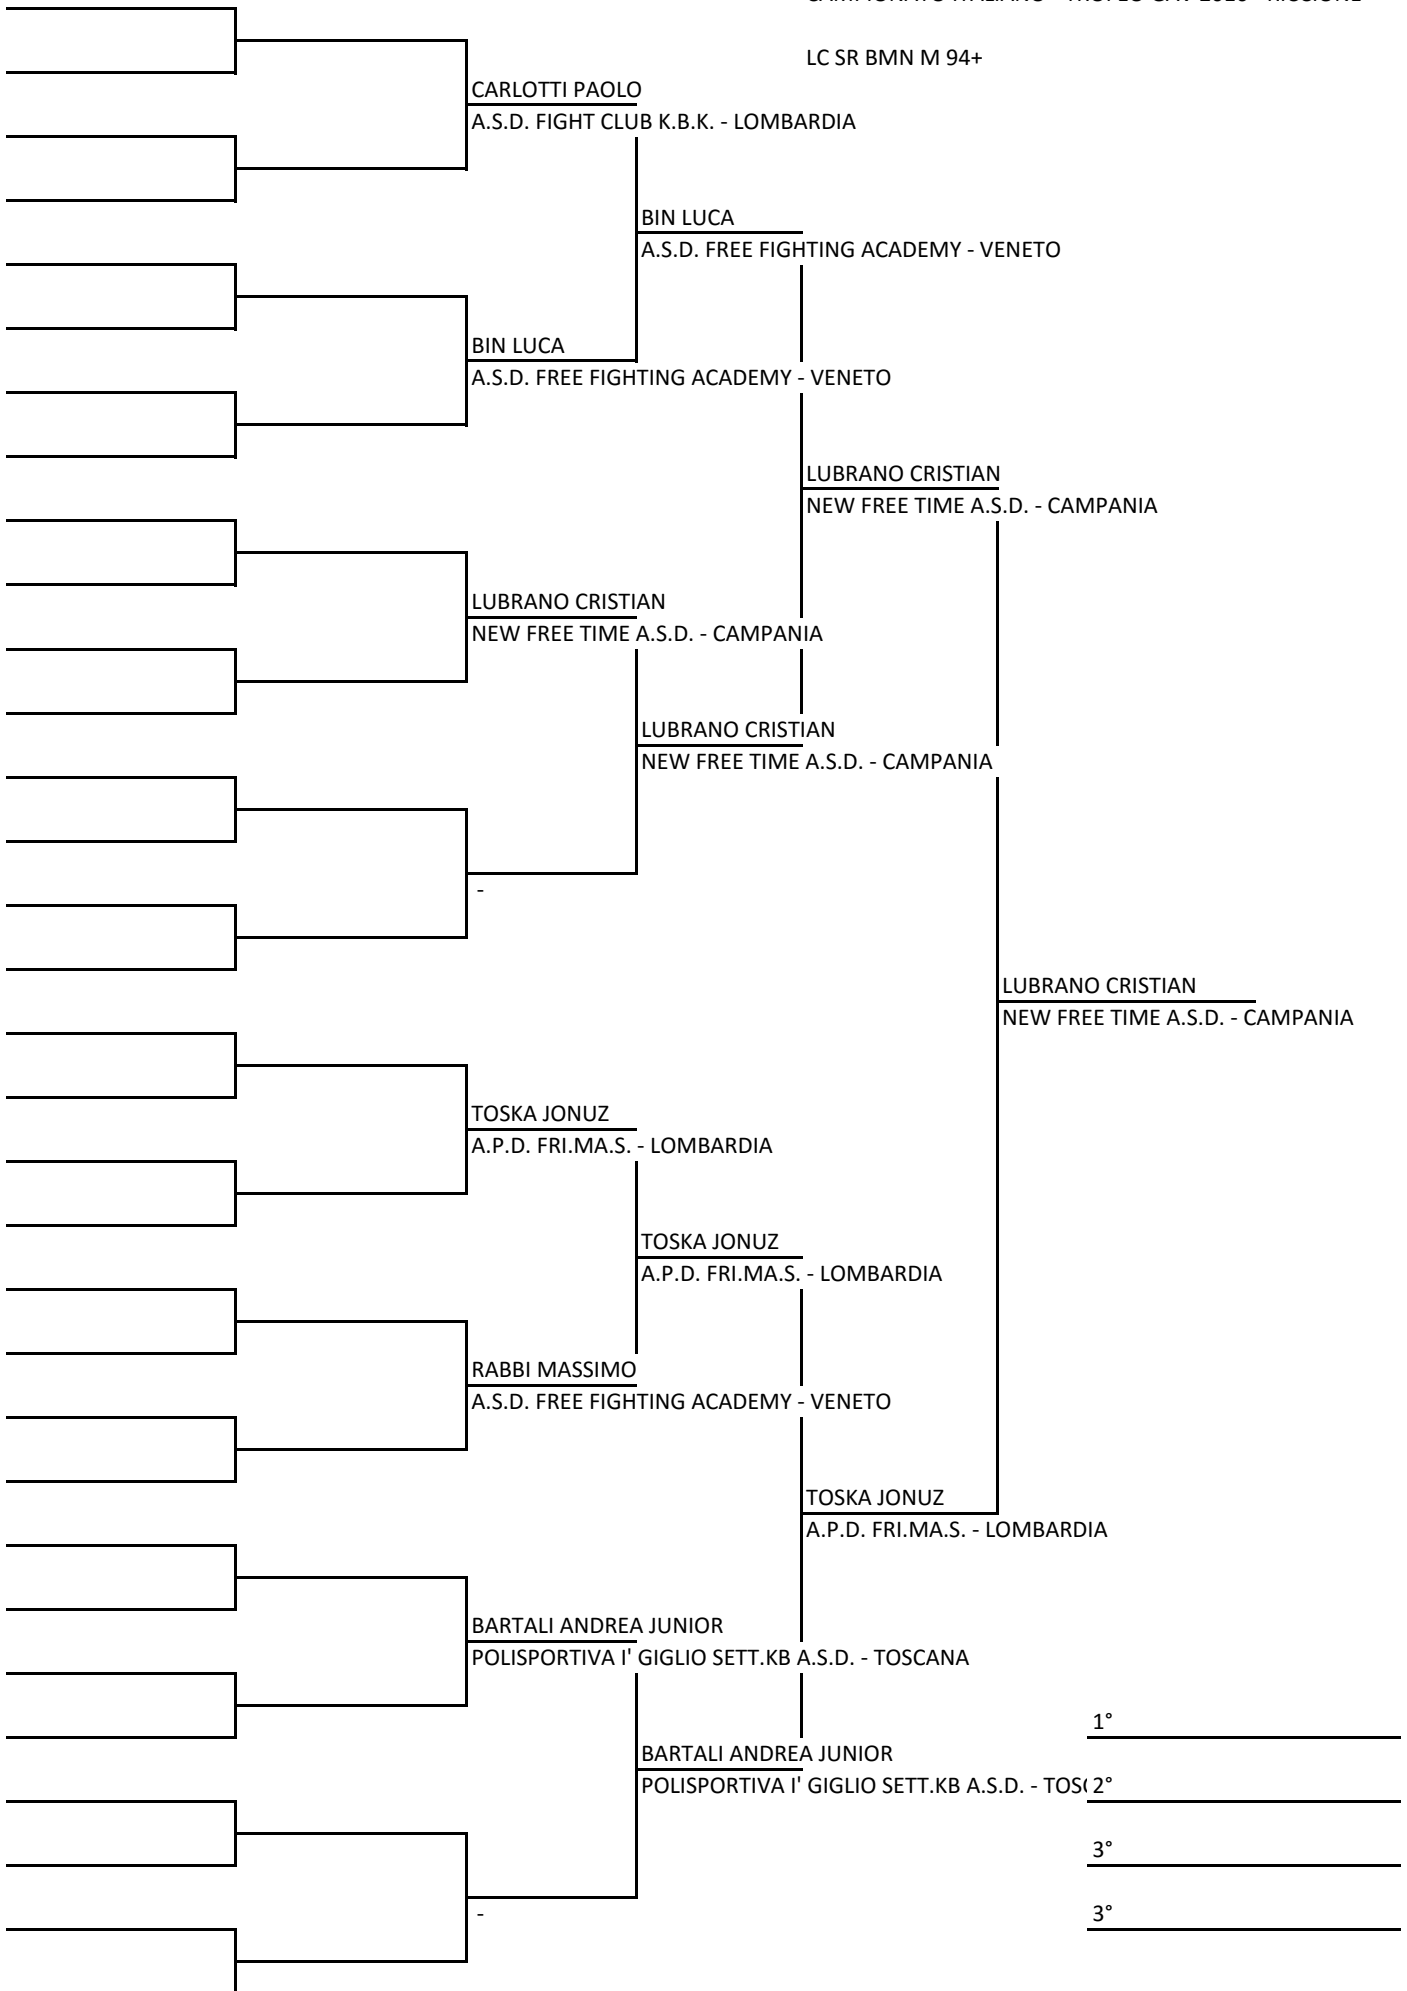 LC SR BMN M 94+
CARLOTTI PAOLO
A.S.D. FIGHT CLUB K.B.K. - LOMBARDIA
BIN LUCA
A.S.D. FREE FIGHTING ACADEMY - VENETO
BIN LUCA
A.S.D. FREE FIGHTING ACADEMY - VENETO
LUBRANO CRISTIAN
NEW FREE TIME A.S.D. - CAMPANIA
LUBRANO CRISTIAN
NEW FREE TIME A.S.D. - CAMPANIA
LUBRANO CRISTIAN
NEW FREE TIME A.S.D. - CAMPANIA
-
LUBRANO CRISTIAN
NEW FREE TIME A.S.D. - CAMPANIA
TOSKA JONUZ
A.P.D. FRI.MA.S. - LOMBARDIA
TOSKA JONUZ
A.P.D. FRI.MA.S. - LOMBARDIA
RABBI MASSIMO
A.S.D. FREE FIGHTING ACADEMY - VENETO
TOSKA JONUZ
A.P.D. FRI.MA.S. - LOMBARDIA
BARTALI ANDREA JUNIOR
POLISPORTIVA I' GIGLIO SETT.KB A.S.D. - TOSCANA
1°
BARTALI ANDREA JUNIOR
POLISPORTIVA I' GIGLIO SETT.KB A.S.D. - TOSC
2°
3°
-
3°